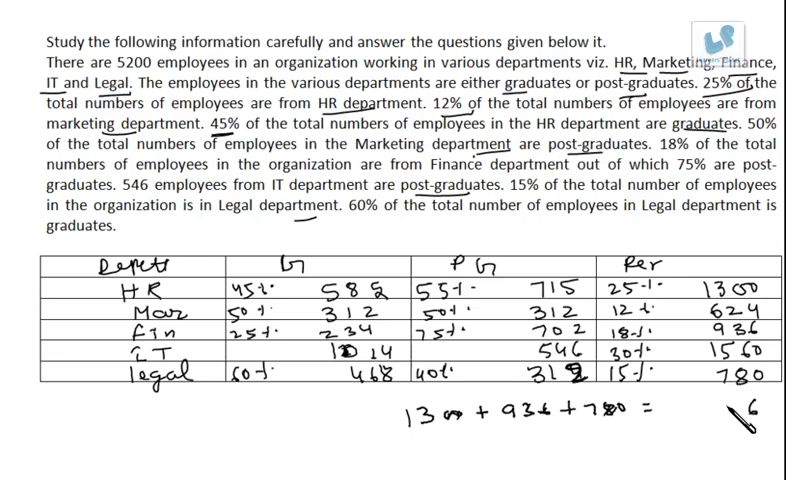 LP
Study the following information carefully and answer the questions given below it.
There are 5200 employees in an organization working in various departments viz. HR, Marketing, Finance,
IT and Legal. The employees in the various departments are either graduates or post-graduates. 25% of the
total numbers of employees are from HR department. 12% of the total numbers of employees are from
marketing department. 45% of the total numbers of employees in the HR department are graduates. 50%
of the total numbers of employees in the Marketing department are post-graduates. 18% of the total
numbers of employees in the organization are from Finance department out of which 75% are post-
graduates. 546 employees from IT department are post-graduates. 15% of the total number of employees
in the organization is in Legal department. 60% of the total number of employees in Legal department is
graduates.
G PG Per
HR 45% 585 55% 715 25% 1300
Mar 50% 312 50% 312 12% 624
Fin 25% 234 75% 702 18% 936
IT 1014 546 30% 1560
legal 60% 468 40% 312 15% 780
1300 + 936 + 780 = 6